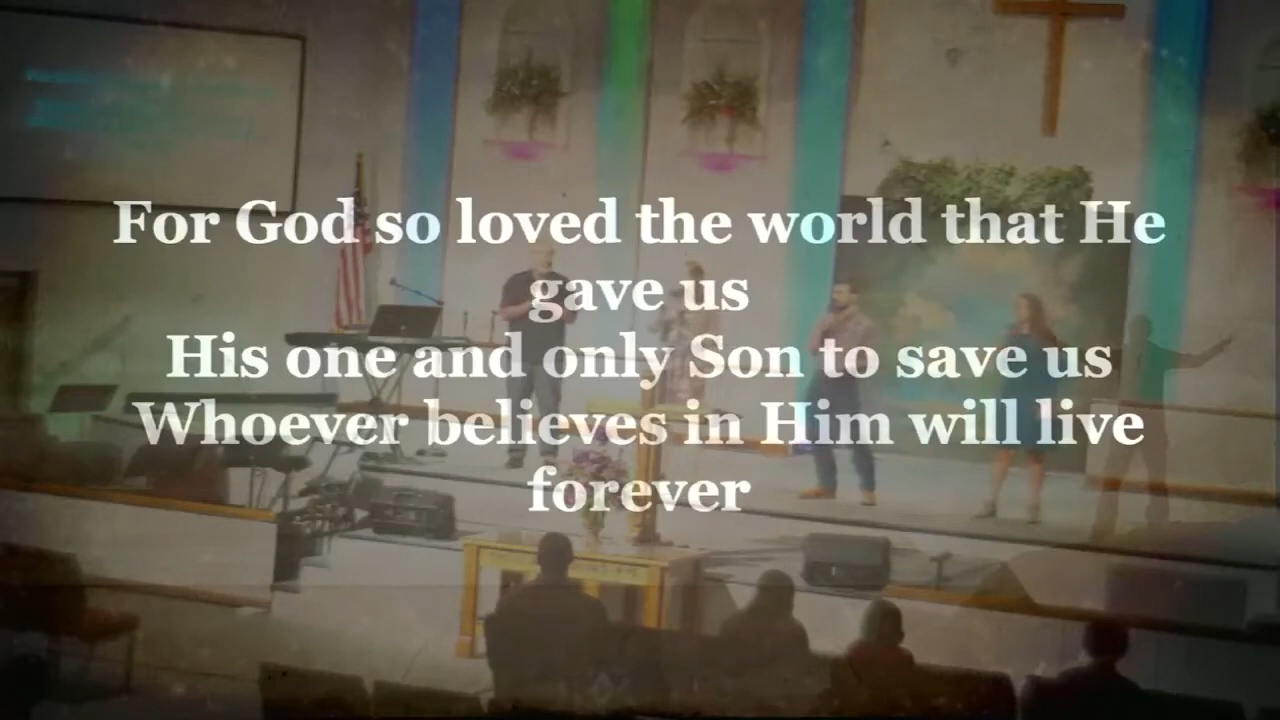 For God so loved the world that He
gave us
His one and only Son to save us
Whoever believes in Him will live
forever